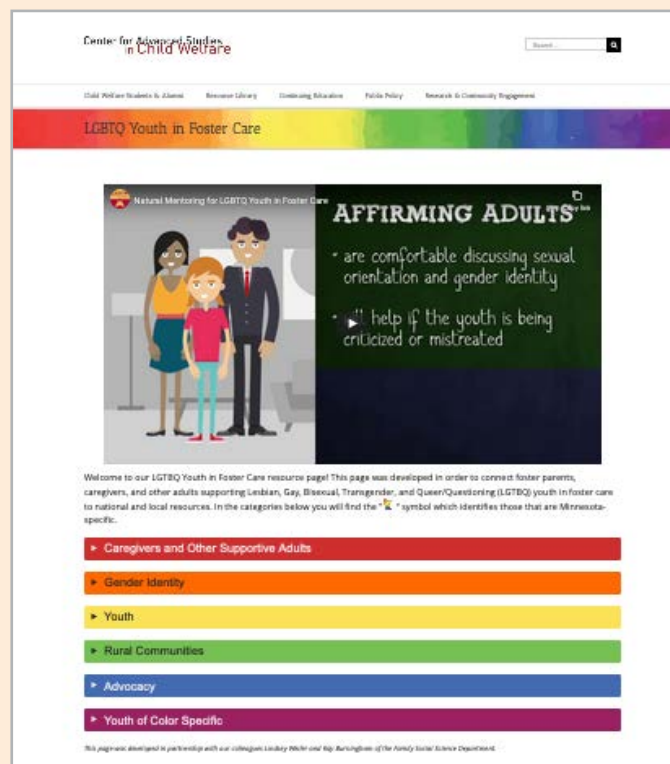 Center for Advanced Studies
in Child Welfare
Search ...
Child Welfare Students & Alumni Resource Library Continuing Education Public Policy Research & Community Engagement
LGBTQ Youth in Foster Care
Natural Mentoring for LGBTQ Youth in Foster Care
AFFIRMING ADULTS
• are comfortable discussing sexual
orientation and gender identity
• will help if the youth is being
criticized or mistreated
Welcome to our LGTBQ Youth in Foster Care resource page! This page was developed in order to connect foster parents,
caregivers, and other adults supporting Lesbian, Gay, Bisexual, Transgender, and Queer/Questioning (LGTBQ) youth in foster care
to national and local resources. In the categories below you will find the " " symbol which identifies those that are Minnesota-
specific.
Caregivers and Other Supportive Adults
Gender Identity
Youth
Rural Communities
Advocacy
Youth of Color Specific
This page was developed in partnership with our colleagues Lindsey and of the Family Social Science Department.